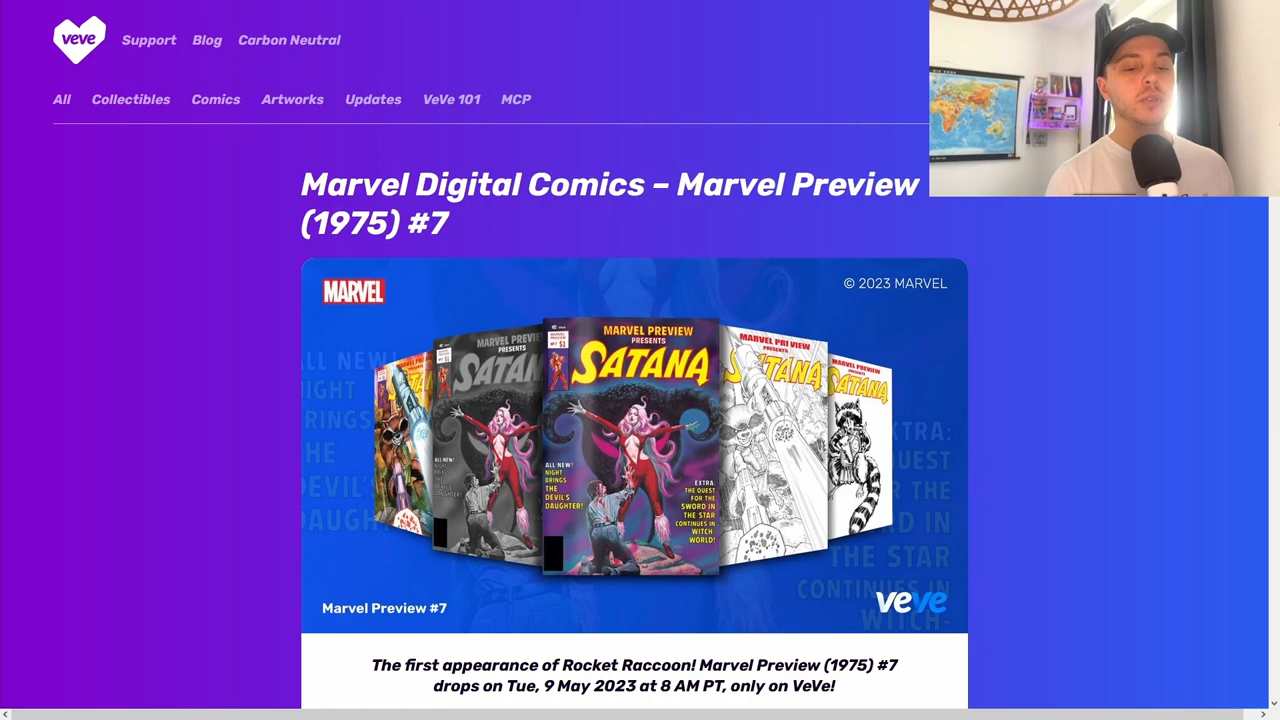 veve
Support Blog Carbon Neutral
All Collectibles Comics Artworks Updates VeVe 101 MCP
Marvel Digital Comics – Marvel Preview
(1975) #7
MARVEL
© 2023 MARVEL
MARVEL PREVIEW
PRESENTS
SATANA
ALL NEW!
NIGHT
BRINGS
THE
DEVIL'S
DAUGHTER!
EXTRA:
THE QUEST
FOR THE
SWORD IN
THE STAR
CONTINUES IN
WITCH-
WORLD!
Marvel Preview #7
veve
The first appearance of Rocket Raccoon! Marvel Preview (1975) #7
drops on Tue, 9 May 2023 at 8 AM PT, only on VeVe!